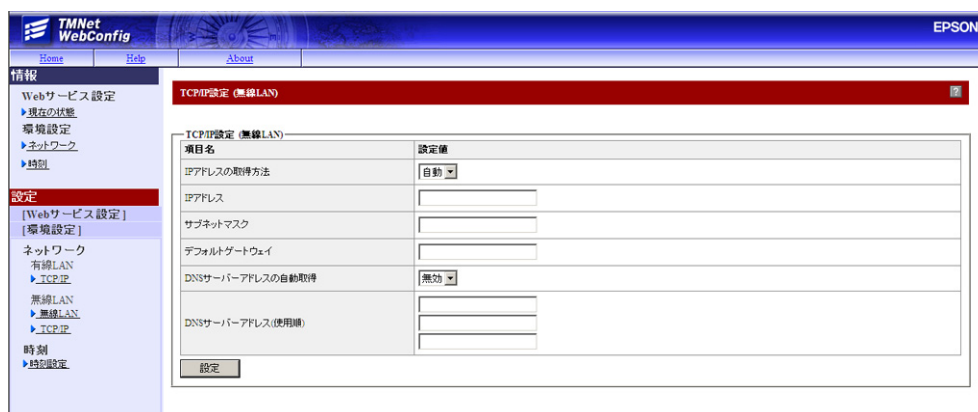 TMNet
WebConfig
EPSON
Home
Help
About
情報
Webサービス設定
現在の状態
環境設定
ネットワーク
時刻
設定
[Webサービス設定]
[環境設定]
ネットワーク
有線LAN
TCP/IP
無線LAN
無線LAN
TCP/IP
時刻
時刻設定
TCP/IP設定 (無線LAN)
?
TCP/IP設定 (無線LAN)
項目名 設定値
IPアドレスの取得方法 自動
IPアドレス
サブネットマスク
デフォルトゲートウェイ
DNSサーバーアドレスの自動取得 無効
DNSサーバーアドレス(使用順)
設定